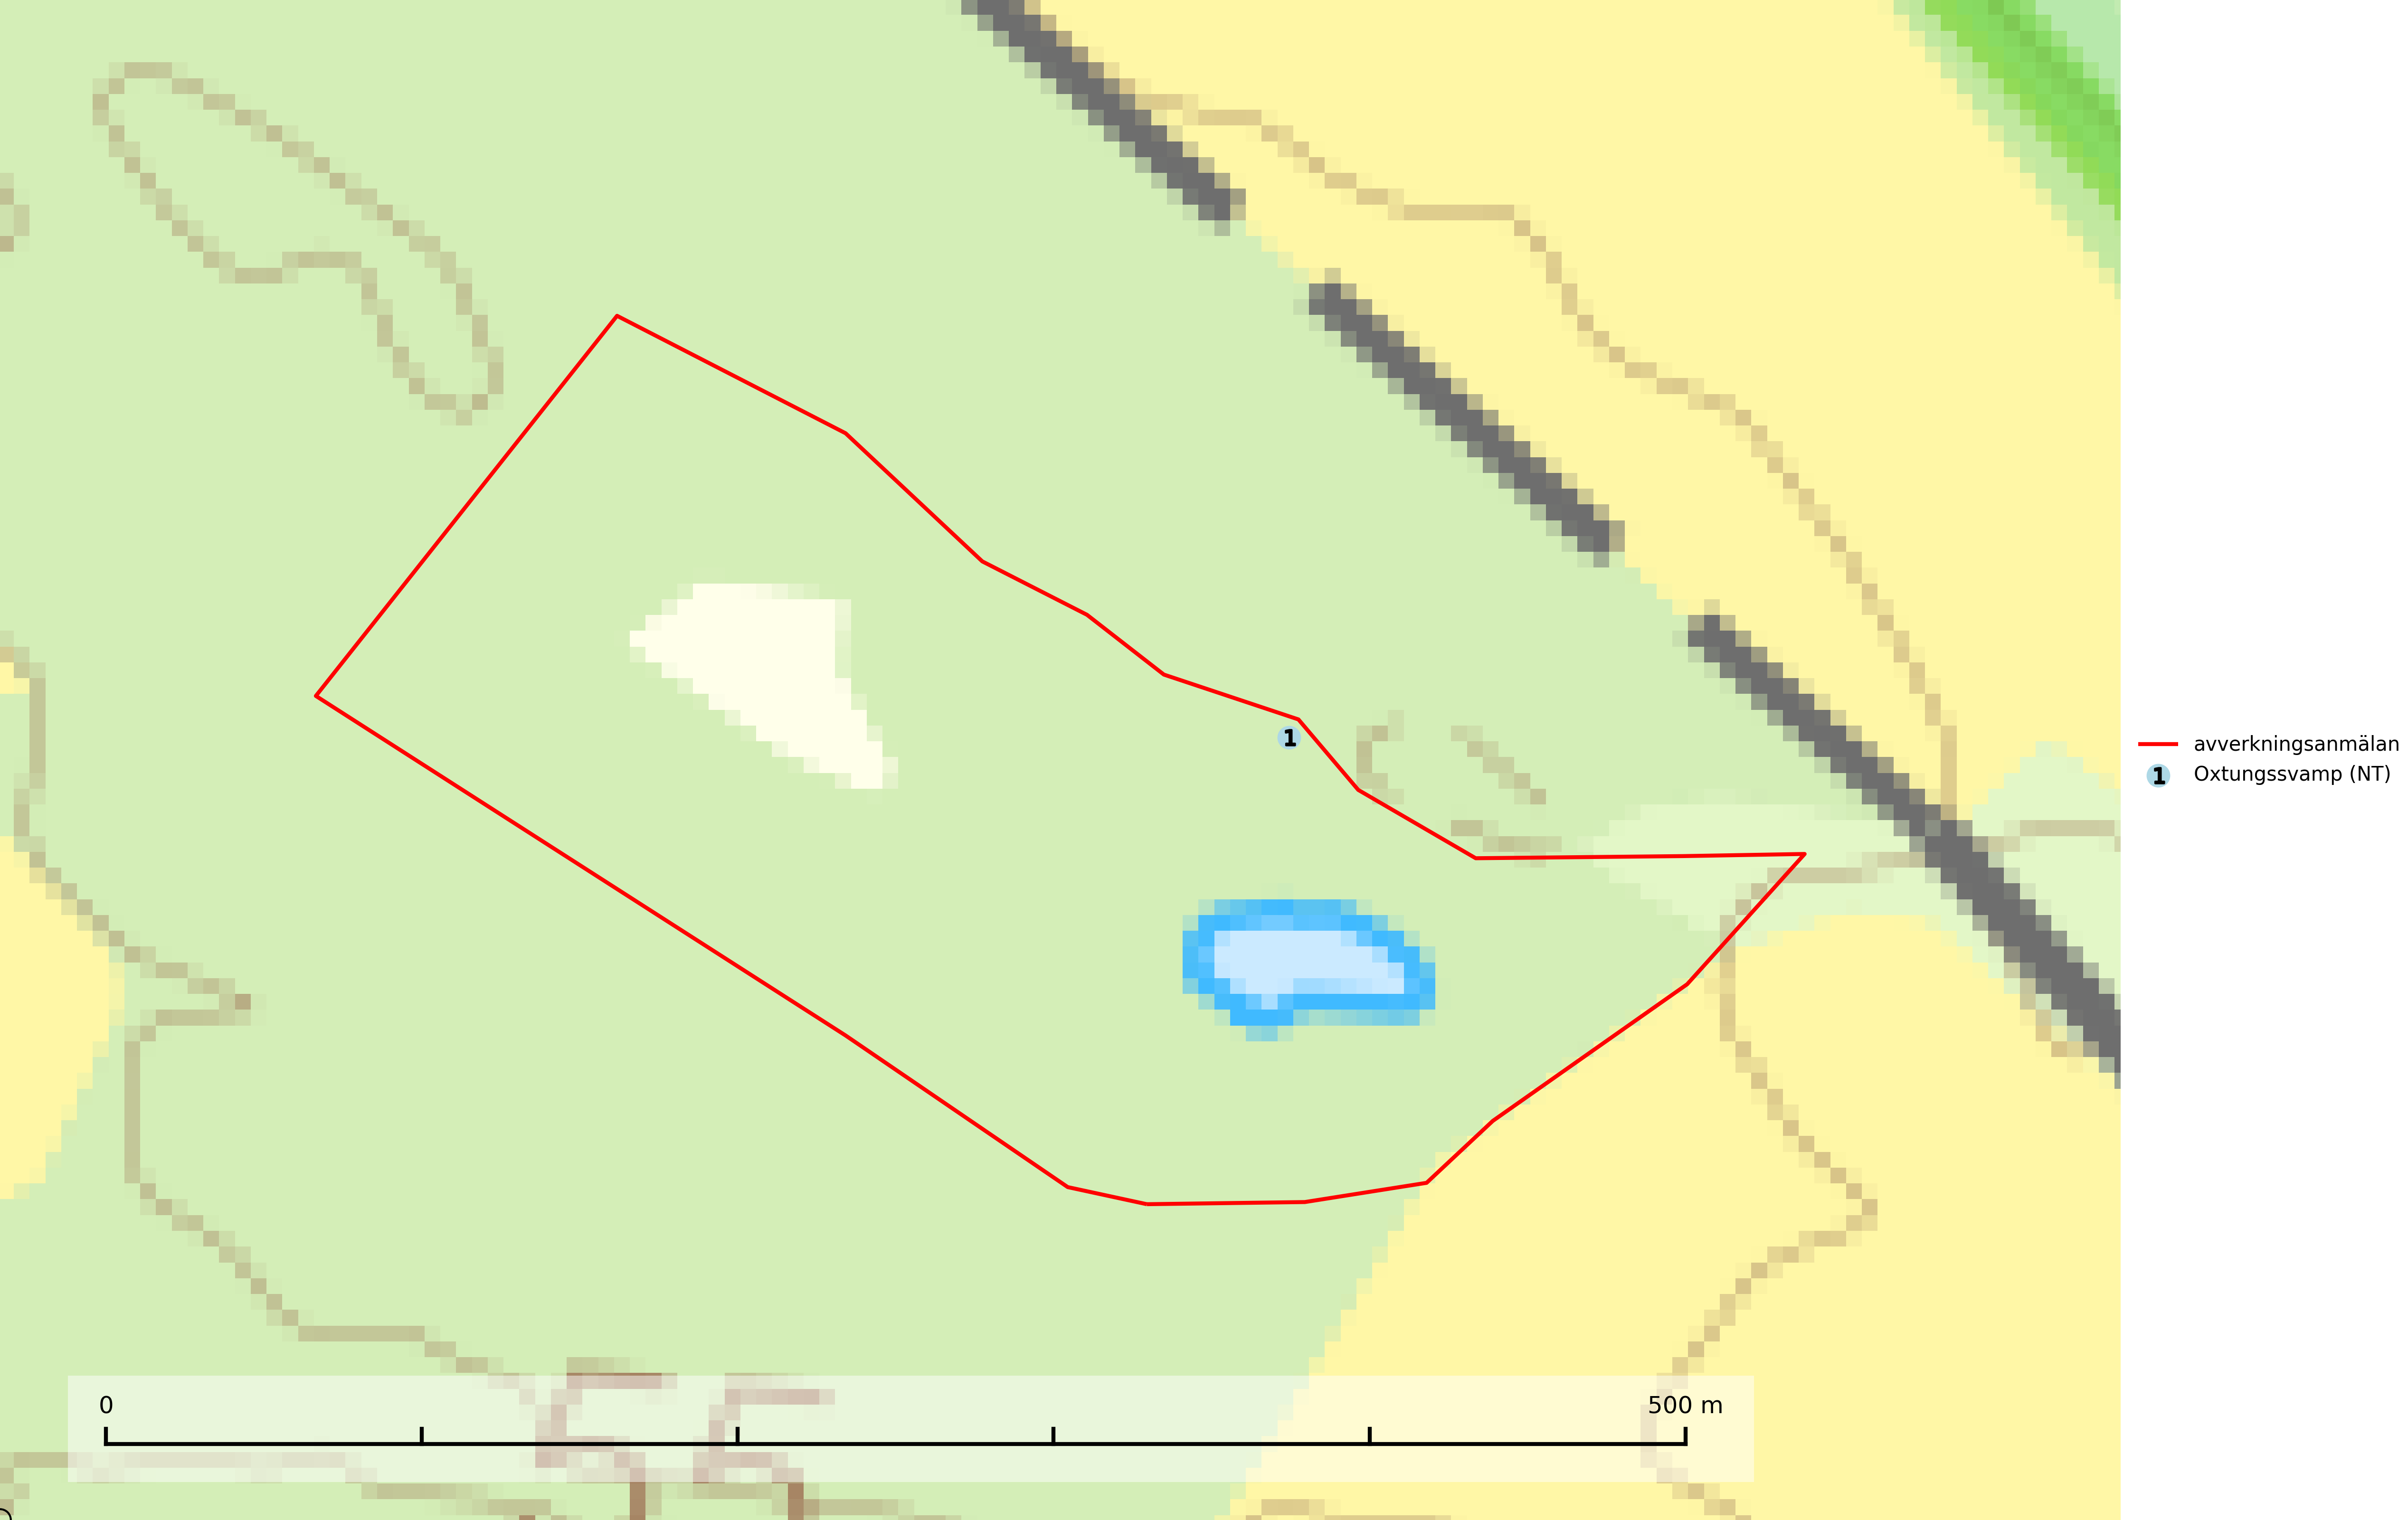 1
avverkningsanmälan
1 Oxtungssvamp (NT)
0 500 m